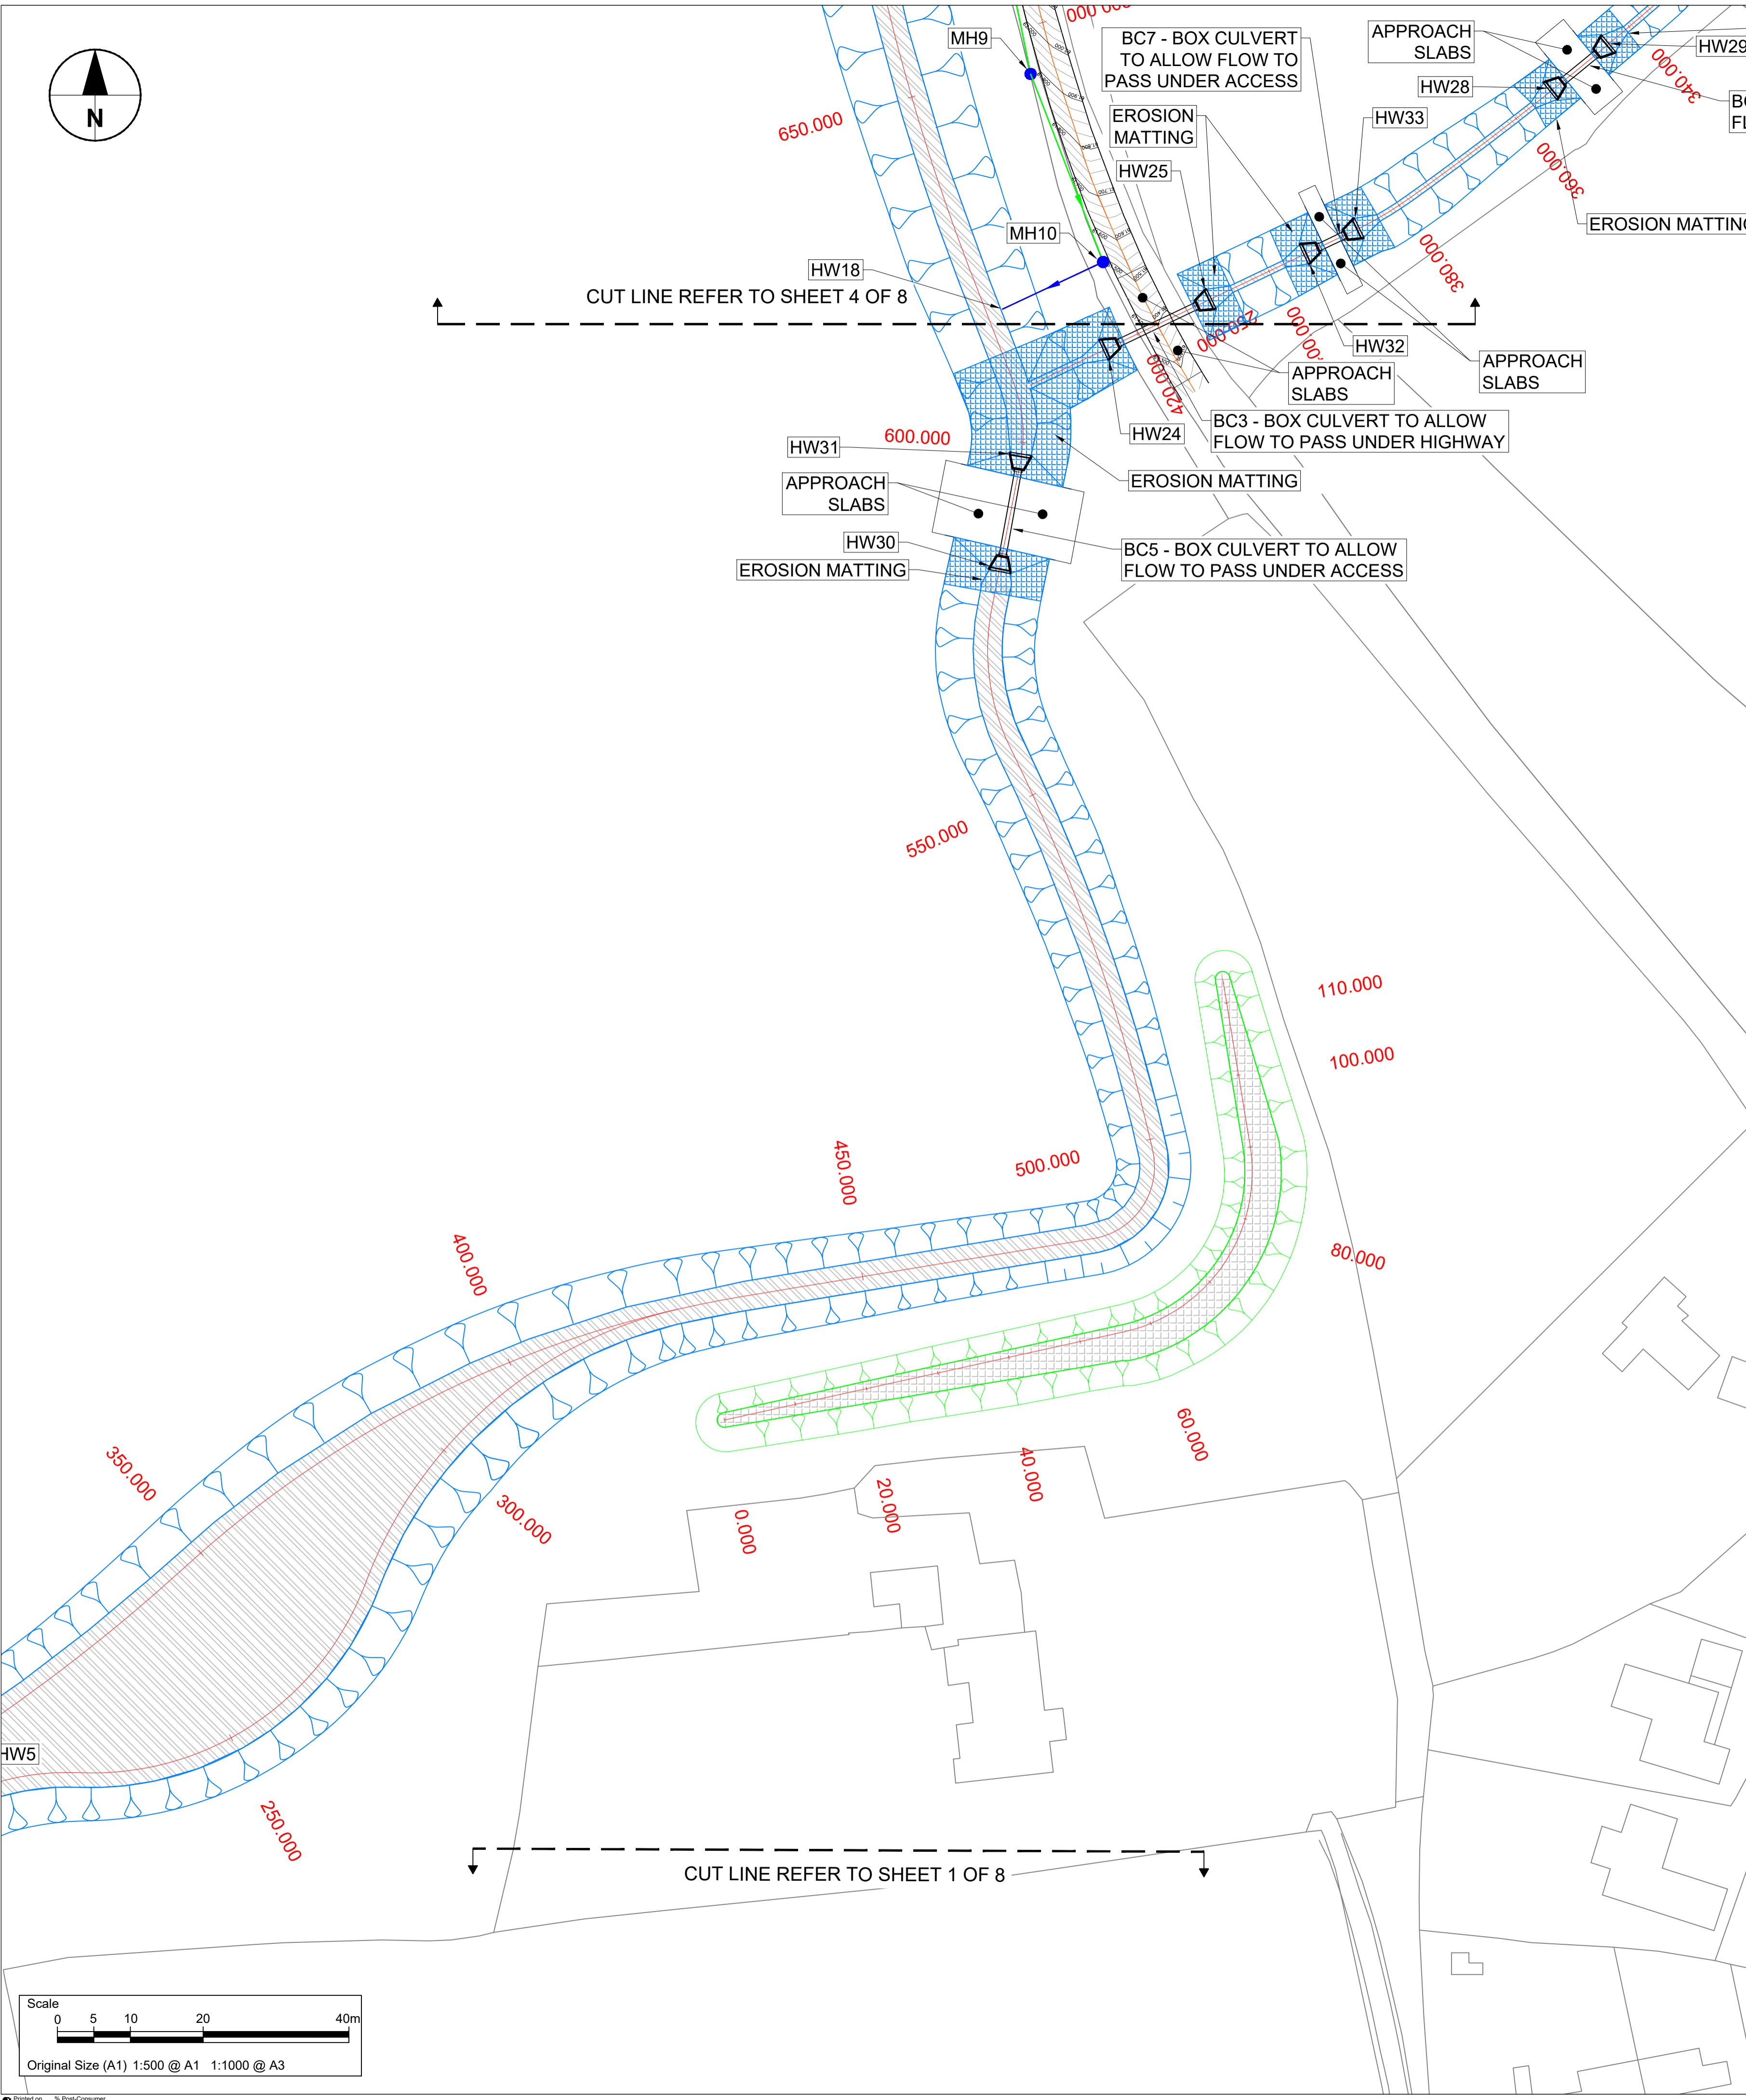 N
MH9
BC7 - BOX CULVERT
TO ALLOW FLOW TO
PASS UNDER ACCESS
APPROACH
SLABS
HW29
340.000
HW28
650.000
EROSION
MATTING
HW33
360.000
HW25
EROSION MATTING
MH10
380.000
HW18
CUT LINE REFER TO SHEET 4 OF 8
HW32
APPROACH
SLABS
APPROACH
SLABS
420.000
BC3 - BOX CULVERT TO ALLOW
FLOW TO PASS UNDER HIGHWAY
HW24
600.000
HW31
EROSION MATTING
APPROACH
SLABS
HW30
BC5 - BOX CULVERT TO ALLOW
FLOW TO PASS UNDER ACCESS
EROSION MATTING
550.000
110.000
100.000
450.000
500.000
400.000
80.000
350.000
300.000
0.000
20.000
40.000
60.000
HW5
250.000
CUT LINE REFER TO SHEET 1 OF 8
Scale
0 5 10 20 40m
Original Size (A1) 1:500 @ A1 1:1000 @ A3
Printed on % Post-Consumer